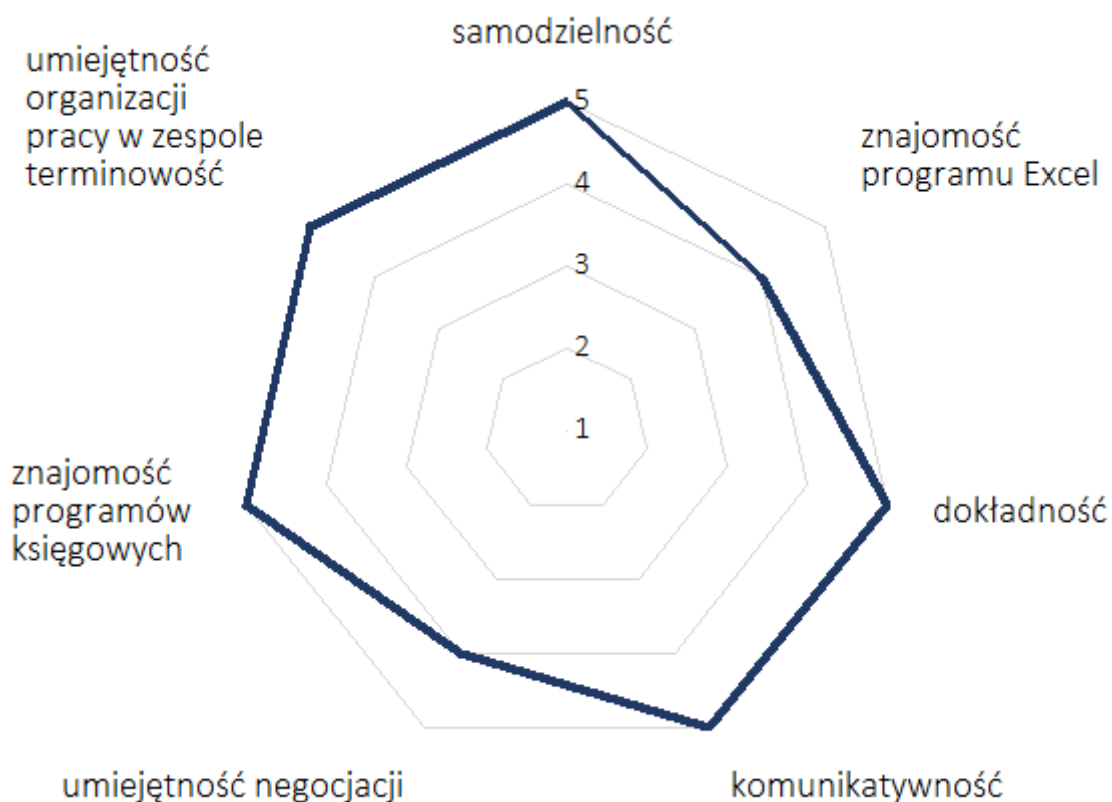 samodzielność
umiejętność
organizacji
pracy w zespole
terminowość
5
znajomość
programu Excel
4
3
2
1
znajomość
programów
księgowych
dokładność
umiejętność negocjacji
komunikatywność